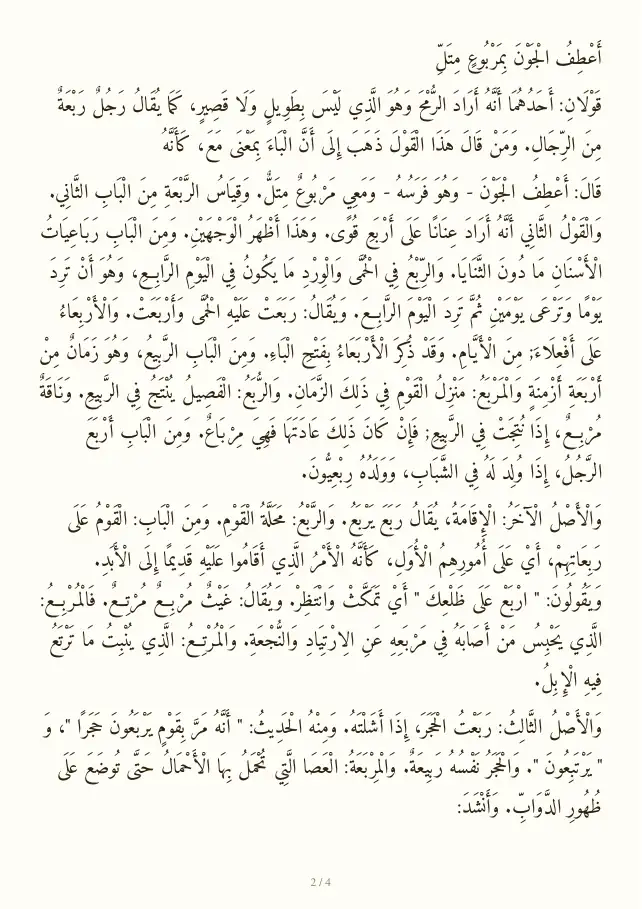 أَعْطِفُ الْجَوْنَ بِمَرْبُوعٍ مِتَلِّ
قَوْلَانِ: أَحَدُهُمَا أَنَّهُ أَرَادَ الرُّمْحَ وَهُوَ الَّذِي لَيْسَ بِطَوِيلٍ وَلَا قَصِيرٍ، كَمَا يُقَالُ رَجُلٌ رَبْعَةٌ
مِنَ الرِّجَالِ. وَمَنْ قَالَ هَذَا الْقَوْلَ ذَهَبَ إِلَى أَنَّ الْبَاءَ بِمَعْنَى مَعَ، كَأَنَّهُ
قَالَ: أَعْطِفُ الْجَوْنَ - وَهُوَ فَرَسُهُ - وَمَعِي مَرْبُوعٌ مِتَلٌّ. وَقِيَاسُ الرَّبْعَةِ مِنَ الْبَابِ الثَّانِي.
وَالْقَوْلُ الثَّانِي أَنَّهُ أَرَادَ عِنَانًا عَلَى أَرْبَعِ قُوًى. وَهَذَا أَظْهَرُ الْوَجْهَيْنِ. وَمِنَ الْبَابِ رَبَاعِيَاتُ
الْأَسْنَانِ مَا دُونَ الثَّنَايَا. وَالرِّبْعُ فِي الْحُمَّى وَالْوِرْدِ مَا يَكُونُ فِي الْيَوْمِ الرَّابِعِ، وَهُوَ أَنْ تَرِدَ
يَوْمًا وَتَرْعَى يَوْمَيْنِ ثُمَّ تَرِدَ الْيَوْمَ الرَّابِعَ. وَيُقَالُ: رَبَعَتْ عَلَيْهِ الْحُمَّى وَأَرْبَعَتْ. وَالْأَرْبِعَاءُ
عَلَى أَفْعِلَاءَ; مِنَ الْأَيَّامِ. وَقَدْ ذُكِرَ الْأَرْبَعَاءُ بِفَتْحِ الْبَاءِ. وَمِنَ الْبَابِ الرَّبِيعُ، وَهُوَ زَمَانٌ مِنْ
أَرْبَعَةِ أَزْمِنَةٍ وَالْمَرْبَعُ: مَنْزِلُ الْقَوْمِ فِي ذَلِكَ الزَّمَانِ. وَالرُّبَعُ: الْفَصِيلُ يُنْتَجُ فِي الرَّبِيعِ. وَنَاقَةٌ
مُرْبِعٌ، إِذَا نُتِجَتْ فِي الرَّبِيعِ; فَإِنْ كَانَ ذَلِكَ عَادَتَهَا فَهِيَ مِرْبَاعٌ. وَمِنَ الْبَابِ أَرْبَعَ
الرَّجُلُ، إِذَا وُلِدَ لَهُ فِي الشَّبَابِ، وَوَلَدُهُ رِبْعِيُّونَ.
وَالْأَصْلُ الْآخَرُ: الْإِقَامَةُ، يُقَالُ رَبَعَ يَرْبَعُ. وَالرَّبْعُ: مَحَلَّةُ الْقَوْمِ. وَمِنَ الْبَابِ: الْقَوْمُ عَلَى
رَبِعَاتِهِمْ، أَيْ عَلَى أُمُورِهِمُ الْأُوَلِ، كَأَنَّهُ الْأَمْرُ الَّذِي أَقَامُوا عَلَيْهِ قَدِيمًا إِلَى الْأَبَدِ.
وَيَقُولُونَ: " ارْبَعْ عَلَى ظَلْعِكَ " أَيْ تَمَكَّثْ وَانْتَظِرْ. وَيُقَالُ: غَيْثٌ مُرْبِعٌ مُرْتِعٌ. فَالْمُرْبِعُ:
الَّذِي يَحْبِسُ مَنْ أَصَابَهُ فِي مَرْبَعِهِ عَنِ الِارْتِيَادِ وَالنُّجْعَةِ. وَالْمُرْتِعُ: الَّذِي يُنْبِتُ مَا تَرْتَعُ
فِيهِ الْإِبِلُ.
وَالْأَصْلُ الثَّالِثُ: رَبَعْتُ الْحَجَرَ، إِذَا أَشَلْتَهُ. وَمِنْهُ الْحَدِيثُ: " أَنَّهُ مَرَّ بِقَوْمٍ يَرْبَعُونَ حَجَرًا "، وَ
" يَرْتَبِعُونَ ". وَالْحَجَرُ نَفْسُهُ رَبِيعَةٌ. وَالْمِرْبَعَةُ: الْعَصَا الَّتِي تُحْمَلُ بِهَا الْأَحْمَالُ حَتَّى تُوضَعَ عَلَى
ظُهُورِ الدَّوَابِّ. وَأَنْشَدَ:
2 / 4